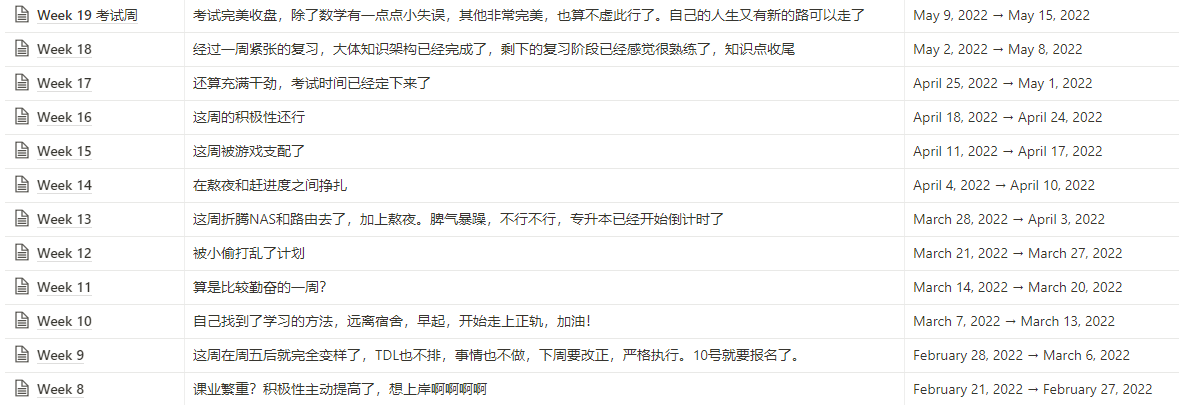 Week 19 考试周 考试完美收盘，除了数学有一点点小失误，其他非常完美，也算不虚此行了。自己的人生又有新的路可以走了 May 9, 2022 → May 15, 2022
Week 18 经过一周紧张的复习，大体知识架构已经完成了，剩下的复习阶段已经感觉很熟练了，知识点收尾 May 2, 2022 → May 8, 2022
Week 17 还算充满干劲，考试时间已经定下来了 April 25, 2022 → May 1, 2022
Week 16 这周的积极性还行 April 18, 2022 → April 24, 2022
Week 15 这周被游戏支配了 April 11, 2022 → April 17, 2022
Week 14 在熬夜和赶进度之间挣扎 April 4, 2022 → April 10, 2022
Week 13 这周折腾NAS和路由去了，加上熬夜。脾气暴躁，不行不行，专升本已经开始倒计时了 March 28, 2022 → April 3, 2022
Week 12 被小偷打乱了计划 March 21, 2022 → March 27, 2022
Week 11 算是比较勤奋的一周？ March 14, 2022 → March 20, 2022
Week 10 自己找到了学习的方法，远离宿舍，早起，开始走上正轨，加油！ March 7, 2022 → March 13, 2022
Week 9 这周在周五后就完全变样了，TDL也不排，事情也不做，下周要改正，严格执行。10号就要报名了。 February 28, 2022 → March 6, 2022
Week 8 课业繁重？积极性主动提高了，想上岸啊啊啊啊 February 21, 2022 → February 27, 2022